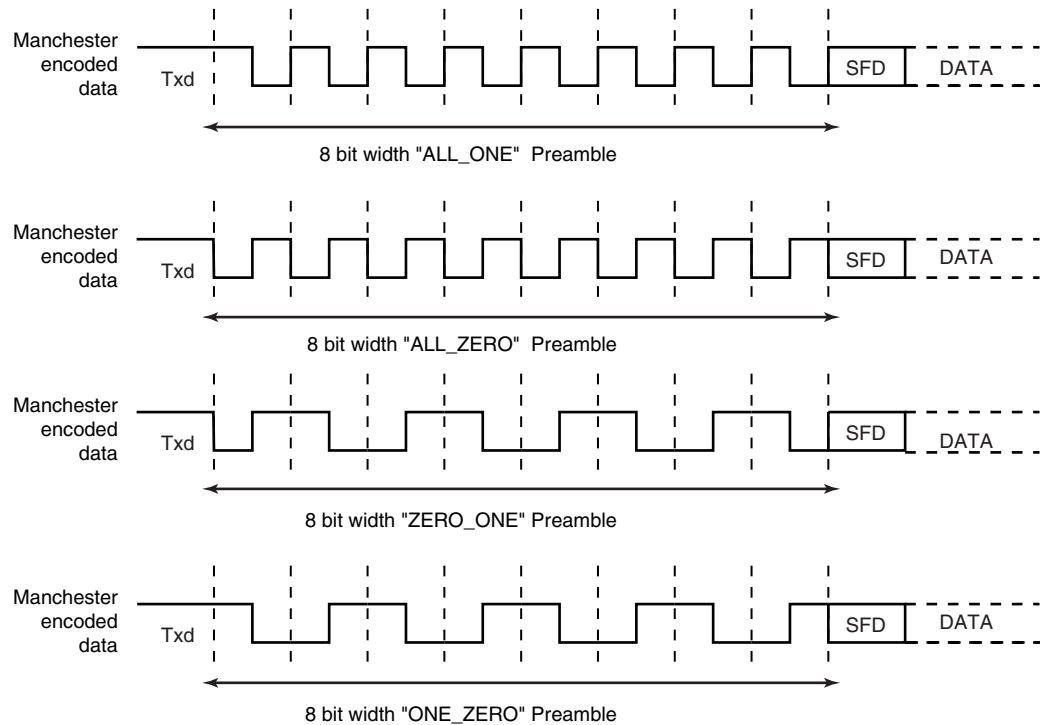 Manchester
encoded
data
Txd
SFD
DATA
8 bit width "ALL_ONE" Preamble
Manchester
encoded
data
Txd
SFD
DATA
8 bit width "ALL_ZERO" Preamble
Manchester
encoded
data
Txd
SFD
DATA
8 bit width "ZERO_ONE" Preamble
Manchester
encoded
data
Txd
SFD
DATA
8 bit width "ONE_ZERO" Preamble